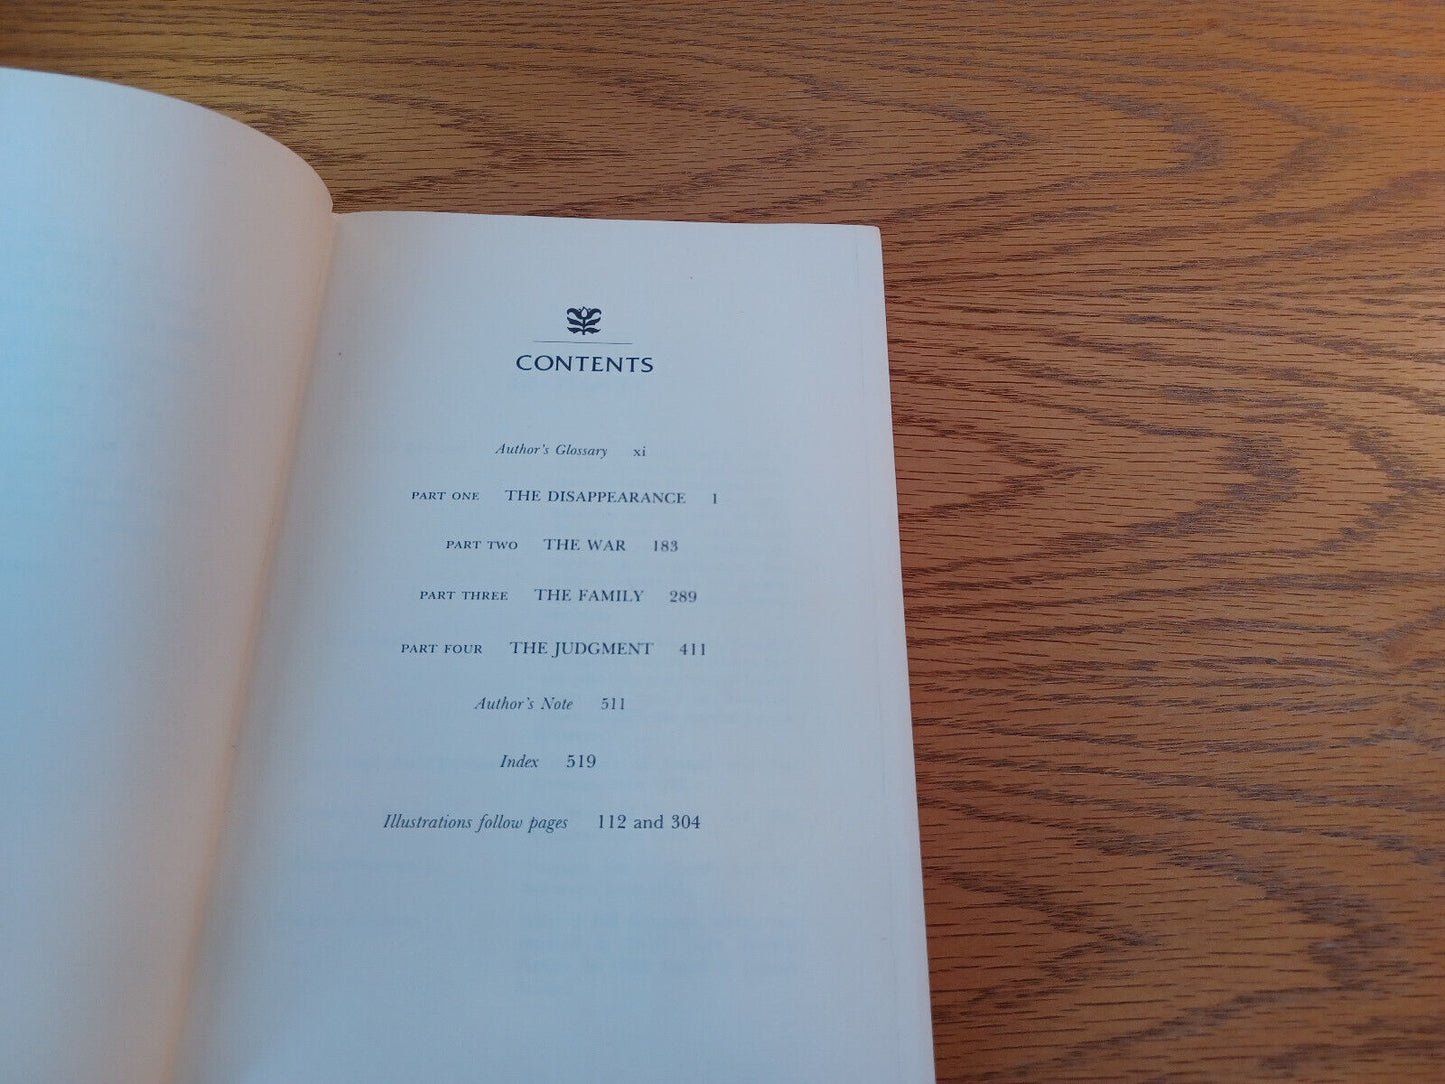 CONTENTS
Author's Glossary xi
PART ONE THE DISAPPEARANCE 1
PART TWO THE WAR 183
PART THREE THE FAMILY 289
PART FOUR THE JUDGMENT 411
Author's Note 511
Index 519
Illustrations follow pages 112 and 304